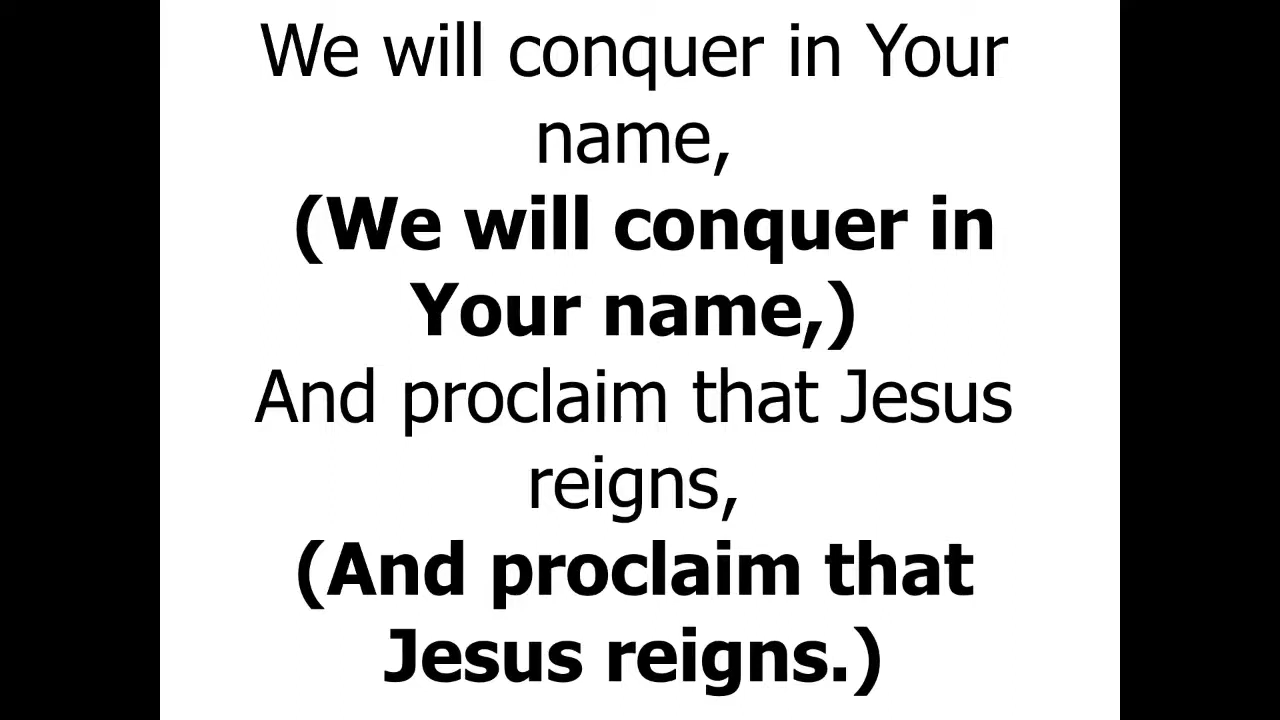 We will conquer in Your
name,
(We will conquer in
Your name,)
And proclaim that Jesus
reigns,
(And proclaim that
Jesus reigns.)